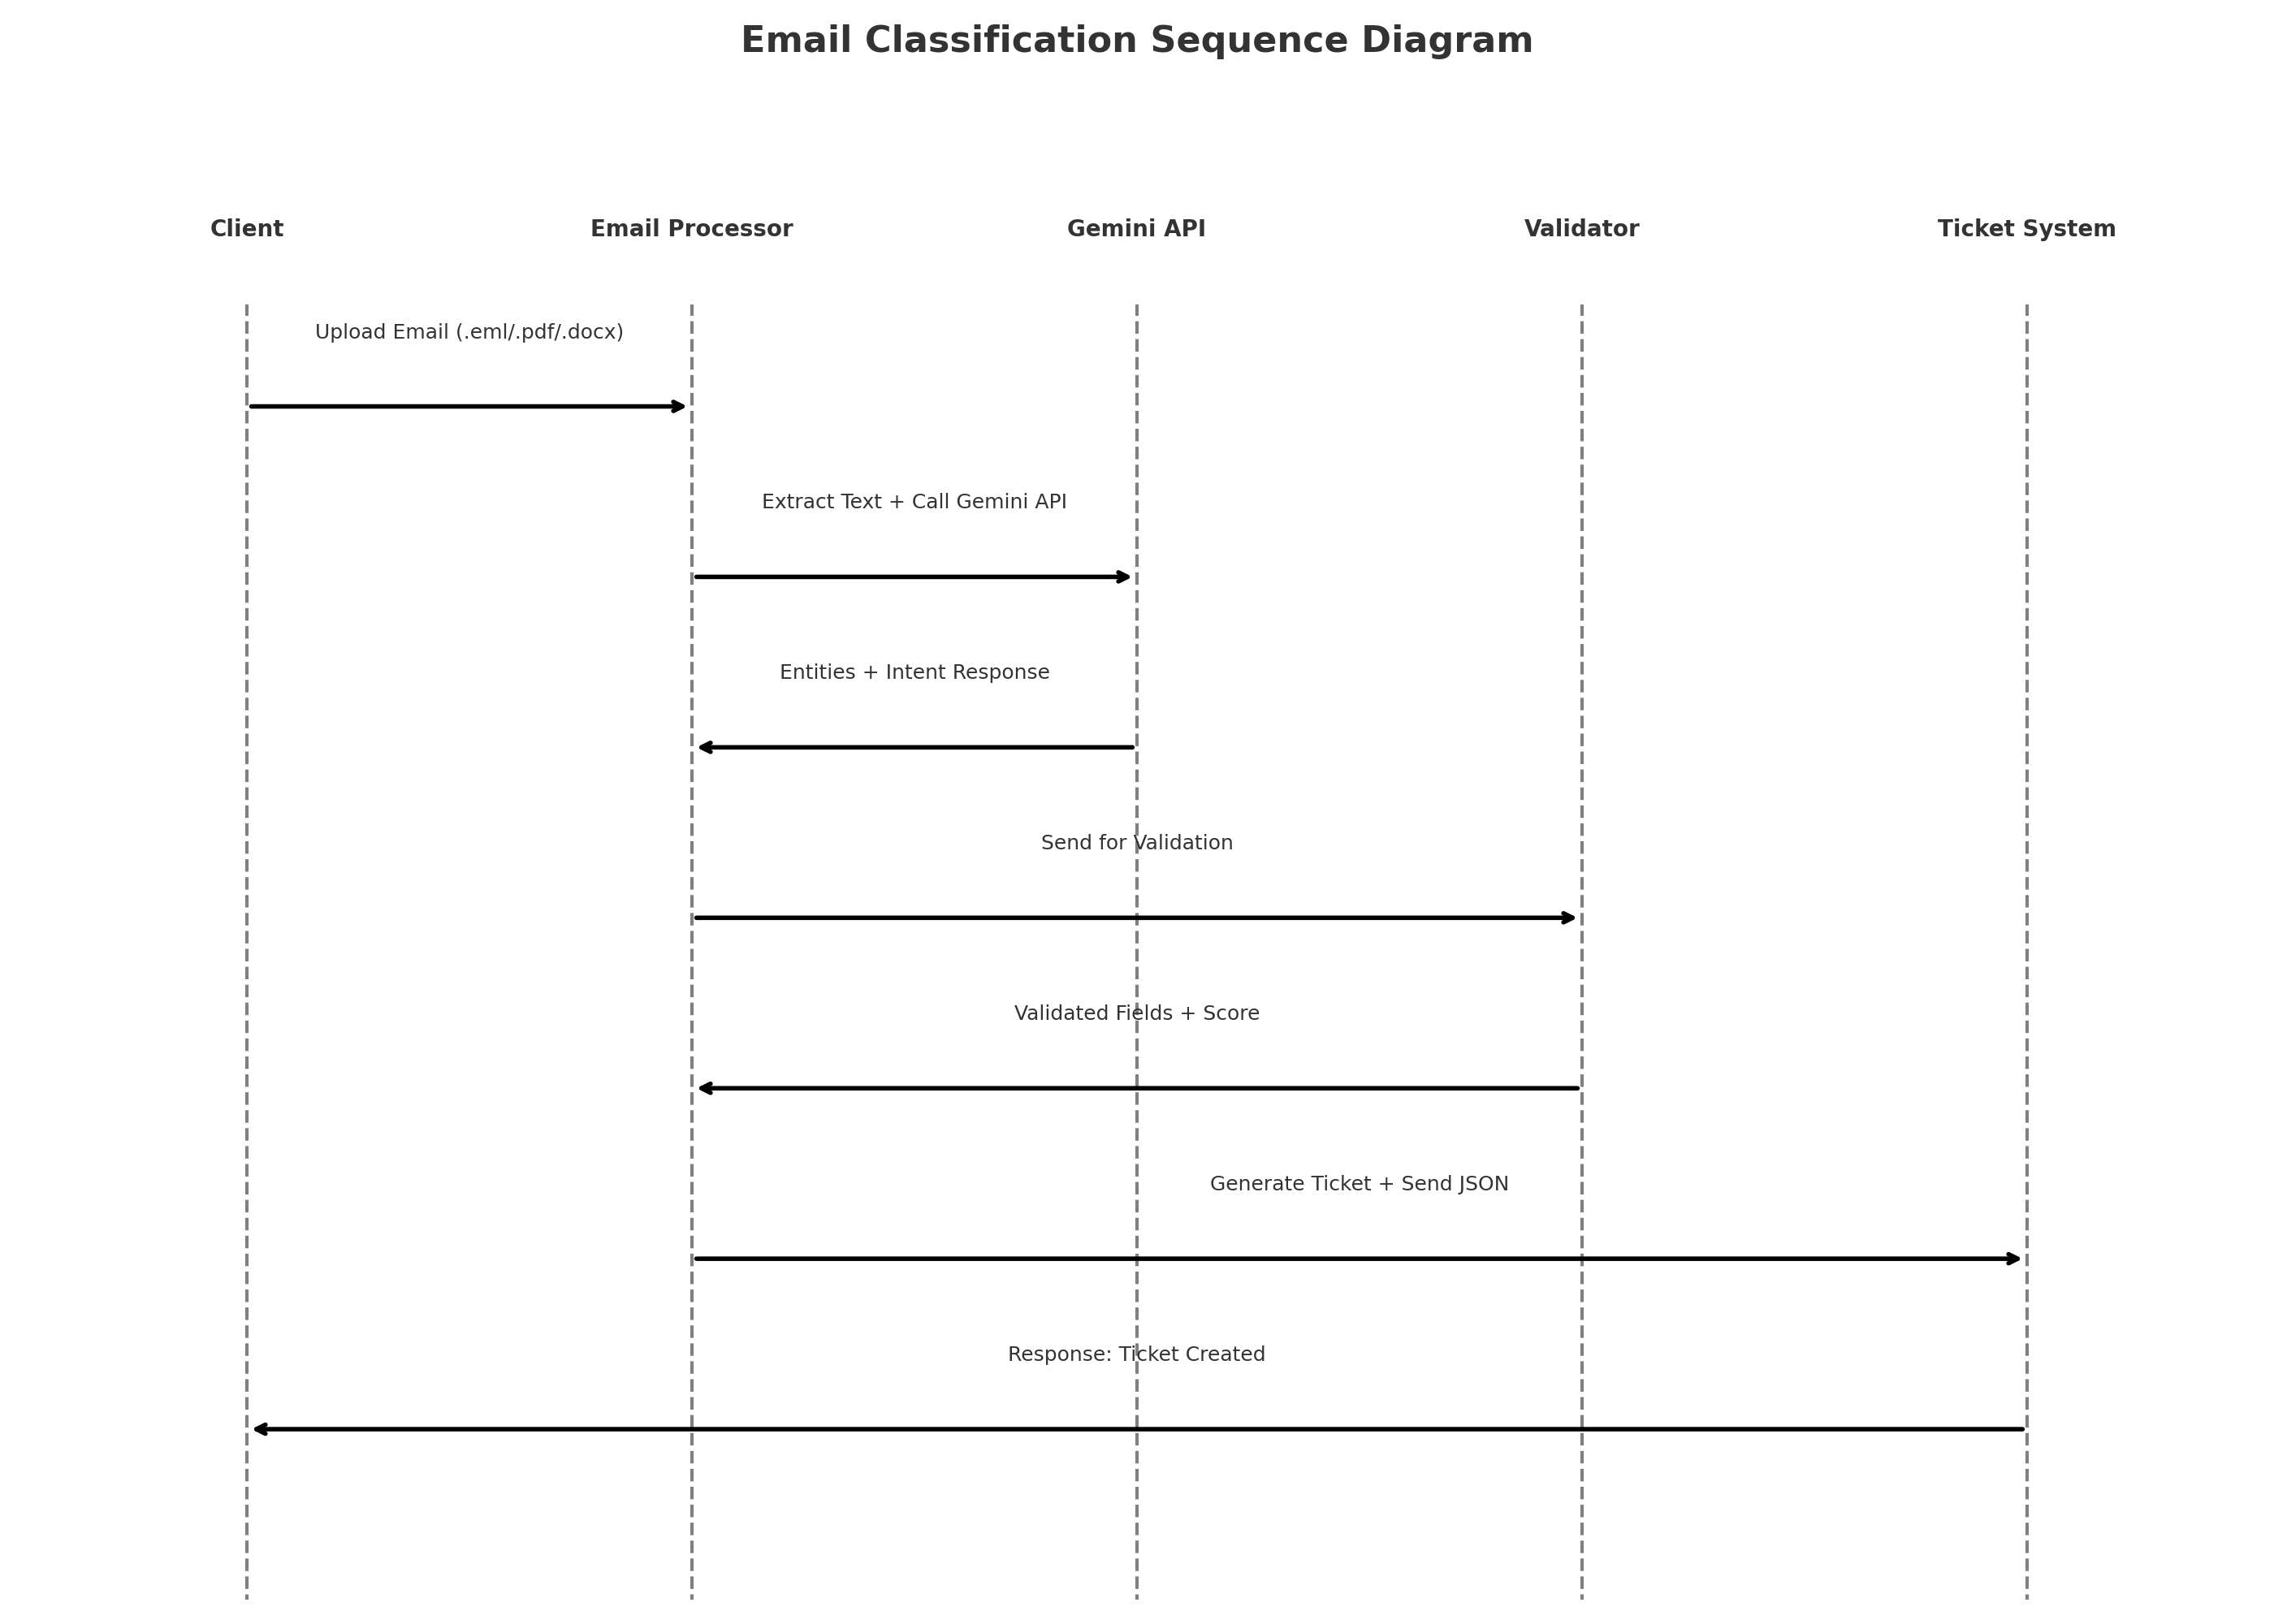 Email Classification Sequence Diagram
Client
Email Processor
Gemini API
Validator
Ticket System
Upload Email (.eml/.pdf/.docx)
Extract Text + Call Gemini API
Entities + Intent Response
Send for Validation
Validated Fields + Score
Generate Ticket + Send JSON
Response: Ticket Created